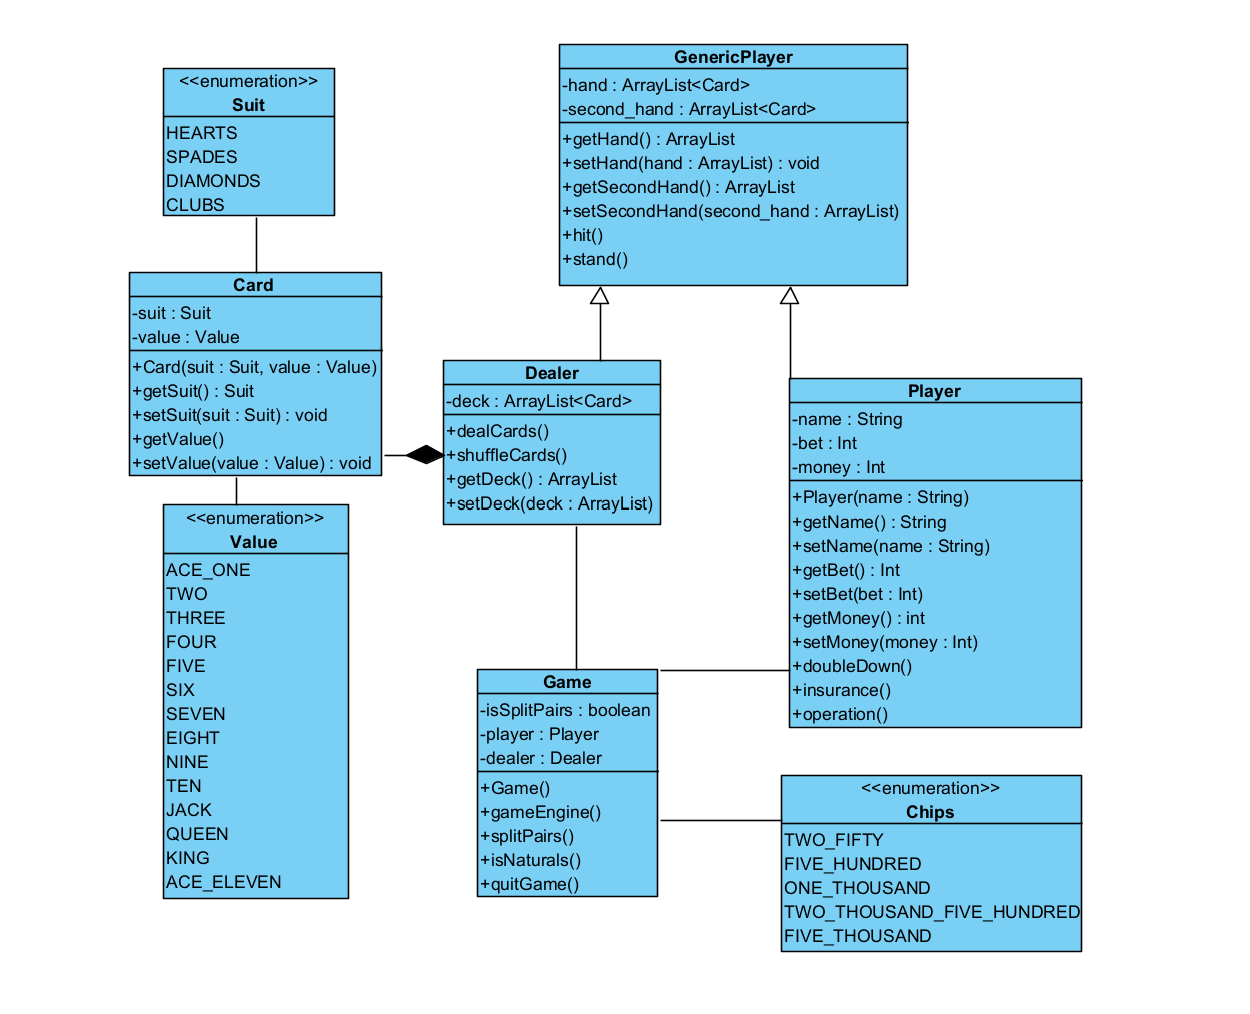 <<enumeration>>
Suit
HEARTS
SPADES
DIAMONDS
CLUBS
GenericPlayer
-hand : ArrayList<Card>
-second_hand : ArrayList<Card>
+getHand() : ArrayList
+setHand(hand : ArrayList) : void
+getSecondHand() : ArrayList
+setSecondHand(second_hand : ArrayList)
+hit()
+stand()
Card
-suit : Suit
-value : Value
+Card(suit : Suit, value : Value)
+getSuit() : Suit
+setSuit(suit : Suit) : void
+getValue()
+setValue(value : Value) : void
Dealer
-deck : ArrayList<Card>
+dealCards()
+shuffleCards()
+getDeck() : ArrayList
+setDeck(deck : ArrayList)
Player
-name : String
-bet : Int
-money : Int
+Player(name : String)
+getName() : String
+setName(name : String)
+getBet() : Int
+setBet(bet : Int)
+getMoney() : int
+setMoney(money : Int)
+doubleDown()
+insurance()
+operation()
<<enumeration>>
Value
ACE_ONE
TWO
THREE
FOUR
FIVE
SIX
SEVEN
EIGHT
NINE
TEN
JACK
QUEEN
KING
ACE_ELEVEN
Game
-isSplitPairs : boolean
-player : Player
-dealer : Dealer
+Game()
+gameEngine()
+splitPairs()
+isNaturals()
+quitGame()
<<enumeration>>
Chips
TWO_FIFTY
FIVE_HUNDRED
ONE_THOUSAND
TWO_THOUSAND_FIVE_HUNDRED
FIVE_THOUSAND